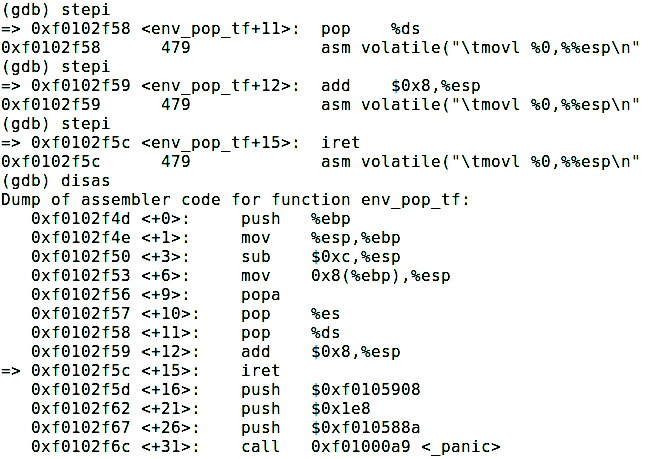 (gdb) stepi
=> 0xf0102f58 <env_pop_tf+11>:  pop    %ds
0xf0102f58      479             asm volatile("\tmovl %0,%%esp\n"
(gdb) stepi
=> 0xf0102f59 <env_pop_tf+12>:  add    $0x8,%esp
0xf0102f59      479             asm volatile("\tmovl %0,%%esp\n"
(gdb) stepi
=> 0xf0102f5c <env_pop_tf+15>:  iret
0xf0102f5c      479             asm volatile("\tmovl %0,%%esp\n"
(gdb) disas
Dump of assembler code for function env_pop_tf:
   0xf0102f4d <+0>:     push   %ebp
   0xf0102f4e <+1>:     mov    %esp,%ebp
   0xf0102f50 <+3>:     sub    $0xc,%esp
   0xf0102f53 <+6>:     mov    0x8(%ebp),%esp
   0xf0102f56 <+9>:     popa
   0xf0102f57 <+10>:    pop    %es
   0xf0102f58 <+11>:    pop    %ds
   0xf0102f59 <+12>:    add    $0x8,%esp
=> 0xf0102f5c <+15>:    iret
   0xf0102f5d <+16>:    push   $0xf0105908
   0xf0102f62 <+21>:    push   $0x1e8
   0xf0102f67 <+26>:    push   $0xf010588a
   0xf0102f6c <+31>:    call   0xf01000a9 <_panic>